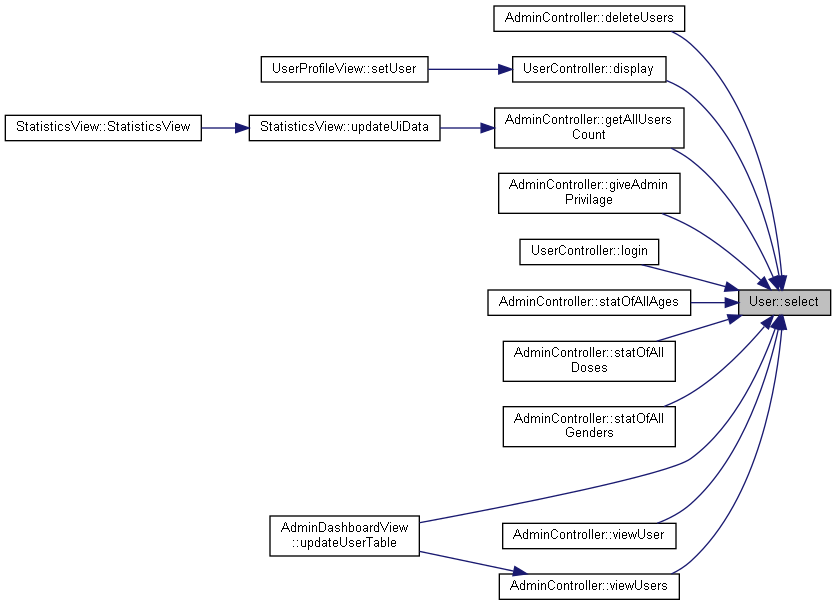 AdminController::deleteUsers
UserProfileView::setUser
UserController::display
StatisticsView::StatisticsView
StatisticsView::updateUiData
AdminController::getAllUsers
Count
AdminController::giveAdmin
Privilage
UserController::login
User::select
AdminController::statOfAllAges
AdminController::statOfAll
Doses
AdminController::statOfAll
Genders
AdminDashboardView
::updateUserTable
AdminController::viewUser
AdminController::viewUsers